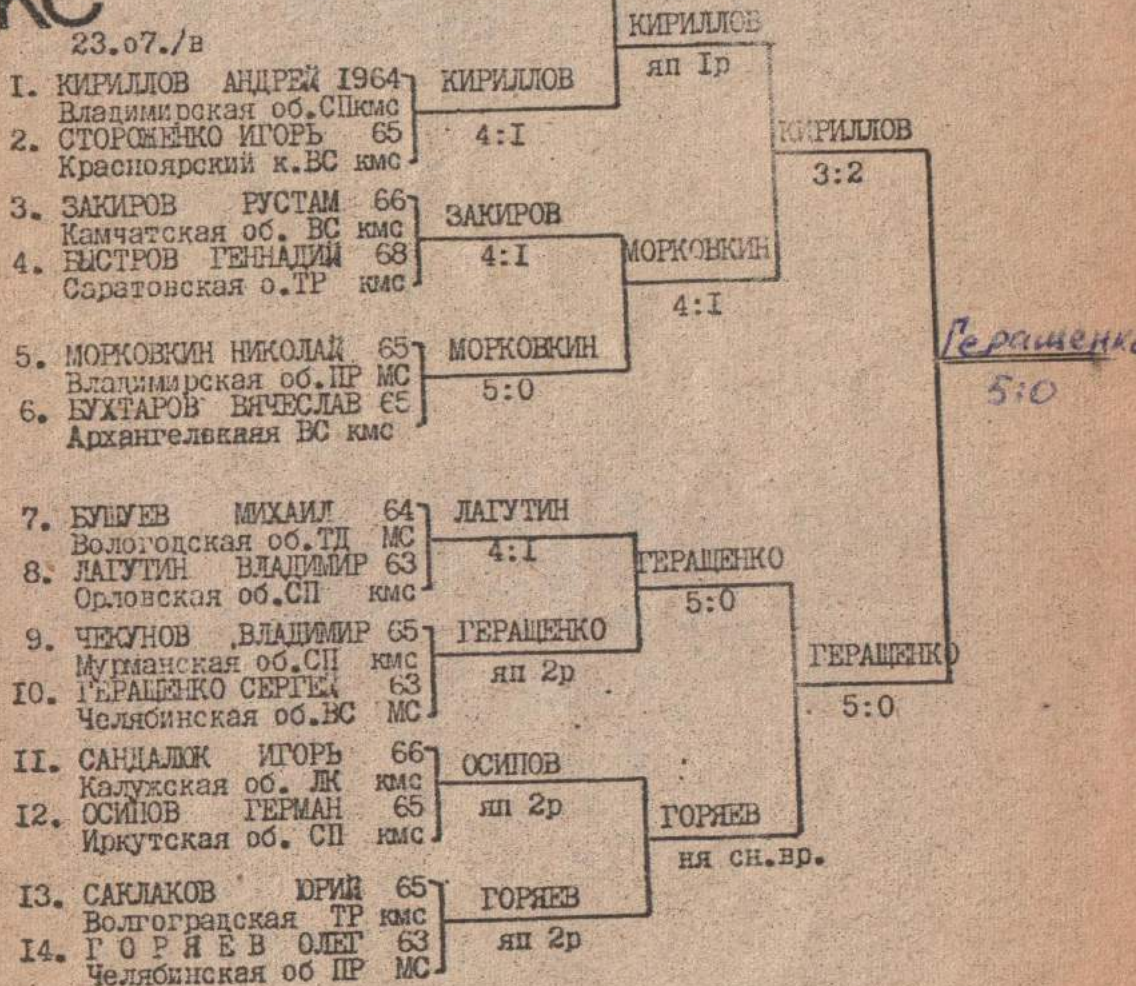 КС
23.о7./в
КИРИЛЛОВ
яп Iр
I. КИРИЛЛОВ АНДРЕЙ I964
Владимирская об.СПкмс
КИРИЛЛОВ
4:I
2. СТОРОЖЕНКО ИГОРЬ 65
Красноярский к.ВС кмс
КИРИЛЛОВ
3:2
3. ЗАКИРОВ РУСТАМ 66
Камчатская об. ВС кмс
ЗАКИРОВ
4:I
4. БЫСТРОВ ГЕННАДИЙ 68
Саратовская о.ТР кмс
МОРКОВКИН
4:I
5. МОРКОВКИН НИКОЛАЙ 65
Владимирская об.ПР МС
МОРКОВКИН
5:0
6. БУХТАРОВ ВЯЧЕСЛАВ 65
Архангелвкаяя ВС кмс
Геращенко
5:0
7. БУШУЕВ МИХАИЛ 64
Вологодская об.ТД МС
ЛАГУТИН
4:I
8. ЛАГУТИН ВЛАДИМИР 63
Орловская об.СП кмс
ГЕРАЩЕНКО
5:0
9. ЧЕКУНОВ .ВЛАДИМИР 65
Мурманская об.СП кмс
ГЕРАЩЕНКО
яп 2р
I0. ГЕРАЩЕНКО СЕРГЕЙ 63
Челябинская об.ВС МС
ГЕРАЩЕНКО
5:0
II. САНДАЛЮК ИГОРЬ 66
Калужская об. ЛК кмс
ОСИПОВ
яп 2р
I2. ОСИПОВ ГЕРМАН 65
Иркутская об. СП кмс
ГОРЯЕВ
ня сн.вр.
I3. САКЛАКОВ ЮРИЙ 65
Волгоградская ТР кмс
ГОРЯЕВ
яп 2р
I4. Г О Р Я Е В ОЛЕГ 63
Челябинская об ПР МС